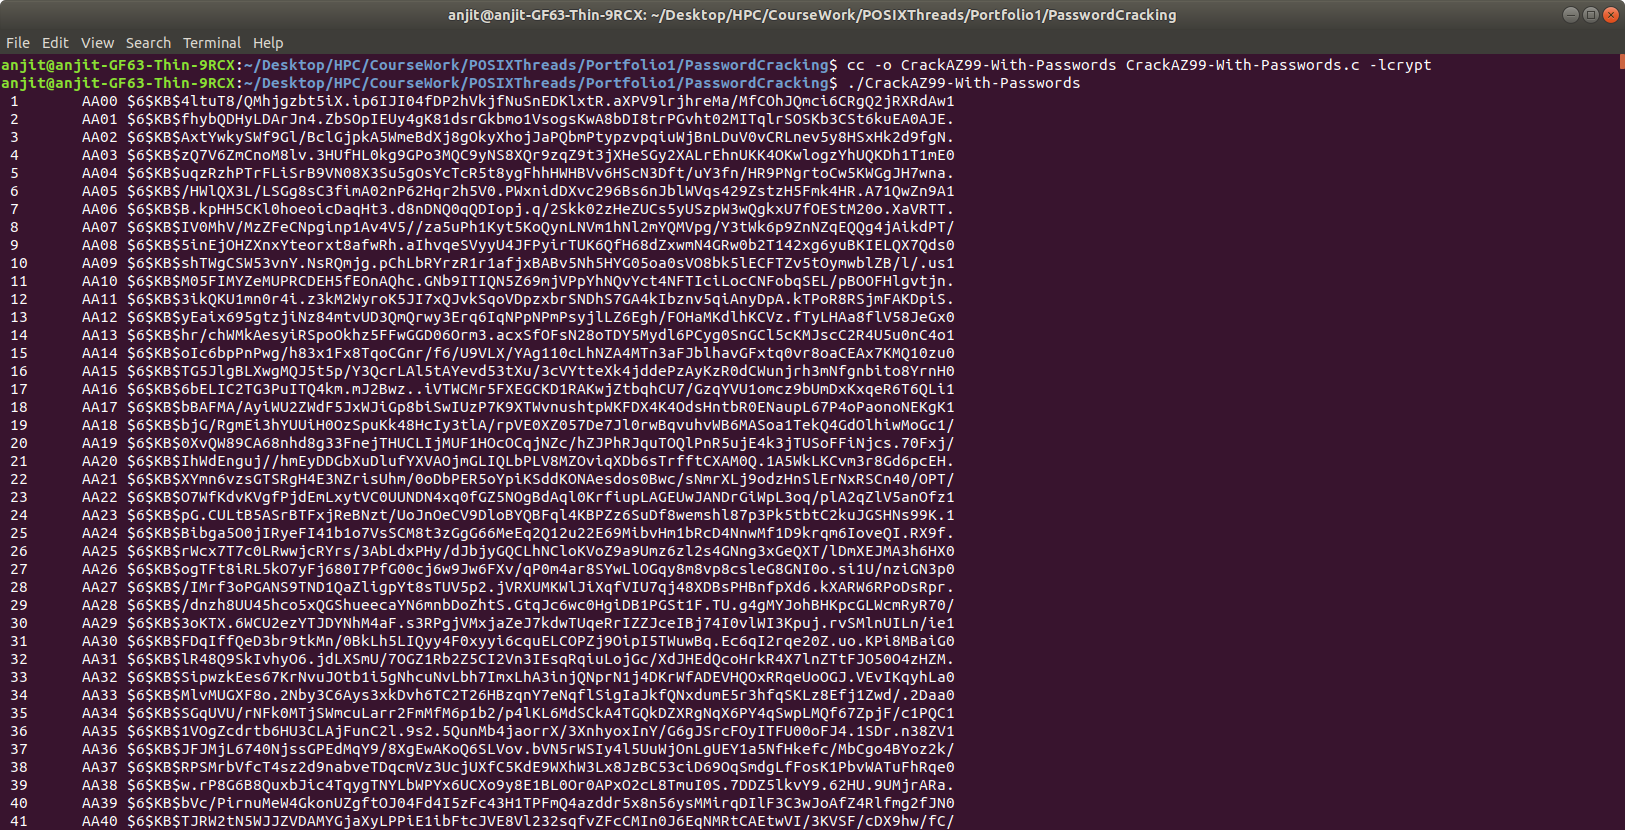 anjit@anjit-GF63-Thin-9RCX: ~/Desktop/HPC/CourseWork/POSIXThreads/Portfolio1/PasswordCracking
File Edit View Search Terminal Help
anjit@anjit-GF63-Thin-9RCX:~/Desktop/HPC/CourseWork/POSIXThreads/Portfolio1/PasswordCracking$ cc -o CrackAZ99-With-Passwords CrackAZ99-With-Passwords.c -lcrypt
anjit@anjit-GF63-Thin-9RCX:~/Desktop/HPC/CourseWork/POSIXThreads/Portfolio1/PasswordCracking$ ./CrackAZ99-With-Passwords
1 AA00 $6$KB$4ltuT8/QMhjgzbt5iX.ip6IJI04fDP2hVkjfNuSnEDKlxtR.aXPV9lrjhreMa/MfCOhJQmci6CRgQ2jRXRdAw1
2 AA01 $6$KB$fhybQDHyLDArJn4.ZbSOpIEUy4gK81dsrGkbmo1VsogsKwA8bDI8trPGvht02MITqlrSOSKb3CSt6kuEA0AJE.
3 AA02 $6$KB$AxtYwkySWf9Gl/BclGjpkA5WmeBdXj8gOkyXhojJaPQbmPtypzvpqiuWjBnLDuV0vCRLnev5y8HSxHk2d9fgN.
4 AA03 $6$KB$zQ7V6ZmCnoM8lv.3HUfHL0kg9GPo3MQC9yNS8XQr9zqZ9t3jXHeSGy2XALrEhnUKK4OKwlogzYhUQKDh1T1mE0
5 AA04 $6$KB$uqzRzhPTrFLiSrB9VN08X3Su5gOsYcTcR5t8ygFhhHWHBVv6HScN3Dft/uY3fn/HR9PNgrtoCw5KWGgJH7wna.
6 AA05 $6$KB$/HWlQX3L/LSGg8sC3fimA02nP62Hqr2h5V0.PWxnidDXvc296Bs6nJblWVqs429ZstzH5Fmk4HR.A71QwZn9A1
7 AA06 $6$KB$B.kpHH5CKl0hoeoicDaqHt3.d8nDNQ0qQDIopj.q/2Skk02zHeZUCs5yUSzpW3wQgkxU7fOEStM20o.XaVRTT.
8 AA07 $6$KB$IV0MhV/MzZFeCNpginp1Av4V5//za5uPh1Kyt5KoQynLNVm1hNl2mYQMVpg/Y3tWk6p9ZnNZqEQQg4jAikdPT/
9 AA08 $6$KB$5inEjOHZXnxYteorxt8afwRh.aIhvqeSVyyU4JFPyirTUK6QfH68dZxwmN4GRw0b2T142xg6yuBKIELQX7Qds0
10 AA09 $6$KB$shTWgCSW53vnY.NsRQmjg.pChLbRYrzR1r1afjxBABv5Nh5HYG05oa0sVO8bk5lECFTZv5tOymwblZB/l/.us1
11 AA10 $6$KB$M05FIMYZeMUPRCDEH5fEOnAQhc.GNb9ITIQN5Z69mjVPpYhNQvYct4NFTIciLocCNFobqSEL/pBOOFHlgvtjn.
12 AA11 $6$KB$3ikQKU1mn0r4i.z3kM2WyroK5JI7xQJvkSqoVDpzxbrSNDhS7GA4kIbznv5qiAnyDpA.kTPoR8RSjmFAKDpiS.
13 AA12 $6$KB$yEaix695gtzjiNz84mtvUD3QmQrwy3Erq6IqNPpNPmPsyjlLZ6Egh/FOHaMKdlhKCVz.fTyLHAa8flV58JeGx0
14 AA13 $6$KB$hr/chWMkAesyiRSpoOkhz5FFwGGD06Orm3.acxSfOFsN28oTDY5Mydl6PCyg0SnGCl5cKMJscC2R4U5u0nC4o1
15 AA14 $6$KB$oIc6bpPnPwg/h83x1Fx8TqoCGnr/f6/U9VLX/YAg110cLhNZA4MTn3aFJblhavGFxtq0vr8oaCEAx7KMQ10zu0
16 AA15 $6$KB$TG5JlgBLXwgMQJ5t5p/Y3QcrLAl5tAYevd53tXu/3cVYtteXk4jddePzAyKzR0dCWunjrh3mNfgnbito8YrnH0
17 AA16 $6$KB$6bELIC2TG3PuITQ4km.mJ2Bwz..iVTWCMr5FXEGCKD1RAKwjZtbqhCU7/GzqYVU1omcz9bUmDxKxqeR6T6QLi1
18 AA17 $6$KB$bBAFMA/AyiWU2ZWdF5JxWJiGp8biSwIUzP7K9XTWvnushtpWKFDX4K4OdsHntbR0ENaupL67P4oPaonoNEKgK1
19 AA18 $6$KB$bjG/RgmEi3hYUUiH0OzSpuKk48HcIy3tlA/rpVE0XZ057De7Jl0rwBqvuhvWB6MASoa1TekQ4GdOlhiwMoGc1/
20 AA19 $6$KB$0XvQW89CA68nhd8g33FnejTHUCLIjMUF1HOcOCqjNZc/hZJPhRJquTOQlPnR5ujE4k3jTUSoFFiNjcs.70Fxj/
21 AA20 $6$KB$IhWdEnguj//hmEyDDGbXuDlufYXVAOjmGLIQLbPLV8MZOviqXDb6sTrfftCXAM0Q.1A5WkLKCvm3r8Gd6pcEH.
22 AA21 $6$KB$XYmn6vzsGTSRgH4E3NZrisUhm/0oDbPER5oYpiKSddKONAesdos0Bwc/sNmrXLj9odzHnSlErNxRSCn40/OPT/
23 AA22 $6$KB$O7WfKdvKVgfPjdEmLxytVC0UUNDN4xq0fGZ5NOgBdAql0KrfiupLAGEUwJANDrGiWpL3oq/plA2qZlV5anOfz1
24 AA23 $6$KB$pG.CULtB5ASrBTFxjReBNzt/UoJnOeCV9DloBYQBFql4KBPZz6SuDf8wemshl87p3Pk5tbtC2kuJGSHNs99K.1
25 AA24 $6$KB$Bibga5O0jIRyeFI41b1o7VsSCM8t3zGgG66MeEq2Q12u22E69MibvHm1bRcD4NnwMf1D9krqm6IoveQI.RX9f.
26 AA25 $6$KB$rWcx7T7c0LRwwjcRYrs/3AbLdxPHy/dJbjyGQCLhNCloKVoZ9a9Umz6zl2s4GNng3xGeQXT/lDmXEJMA3h6HX0
27 AA26 $6$KB$ogTFt8iRL5kO7yFj680I7PfG00cj6w9Jw6FXv/qP0m4ar8SYwLlOGqy8m8vp8csleG8GNI0o.si1U/nziGN3p0
28 AA27 $6$KB$/IMrf3oPGANS9TND1QaZligpYt8sTUV5p2.jVRXUMKWlJiXqfVIU7qj48XDBsPHBnfpXd6.kXARW6RPoDsRpr.
29 AA28 $6$KB$/dnzh8UU45hco5xQGShueecaYN6mnbDoZhtS.GtqJc6wc0HgiDB1PGSt1F.TU.g4gMYJohBHKpcGLWcmRyR70/
30 AA29 $6$KB$3oKTX.6WCU2ezYTJDYNhM4aF.s3RPgjVMxjaZeJ7kdwTUqeRrIZZJceIBj74I0vlWI3Kpuj.rvSMlnUILn/ie1
31 AA30 $6$KB$FDqIffQeD3br9tkMn/0BkLh5LIQyy4F0xyyi6cquELCOPZj9OipI5TWuwBq.Ec6qI2rqe20Z.uo.KPi8MBaiG0
32 AA31 $6$KB$lR48Q9SkIvhyO6.jdLXSmU/7OGZ1Rb2Z5CI2Vn3IEsqRqiuLojGc/XdJHEdQcoHrkR4X7lnZTtFJO50O4zHZM.
33 AA32 $6$KB$SipwzkEes67KrNvuJOtb1i5gNhcuNvLbh7ImxLhA3injQNprN1j4DKrWfADEVHQOxRRqeUoOGJ.VEvIKqyhLa0
34 AA33 $6$KB$MlvMUGXF8o.2Nby3C6Ays3xkDvh6TC2T26HBzqnY7eNqflSigIaJkfQNxdumE5r3hfqSKLz8Efj1Zwd/.2Daa0
35 AA34 $6$KB$SGqUVU/rNFk0MTjSWmcuLarr2FmMfM6p1b2/p4lKL6MdSCkA4TGQkDZXRgNqX6PY4qSwpLMQf67ZpjF/c1PQC1
36 AA35 $6$KB$1VOgZcdrtb6HU3CLAjFunC2l.9s2.5QunMb4jaorrX/3XnhyoxInY/G6gJSrcFOyITFU00oFJ4.1SDr.n38ZV1
37 AA36 $6$KB$JFJMjL6740NjssGPEdMqY9/8XgEwAKoQ6SLVov.bVN5rWSIy4l5UuWjOnLgUEY1a5NfHkefc/MbCgo4BYoz2k/
38 AA37 $6$KB$RPSMrbVfcT4sz2d9nabveTDqcmVz3UcjUXfC5KdE9WXhW3Lx8JzBC53ciD69OqSmdgLfFosK1PbvWATuFhRqe0
39 AA38 $6$KB$w.rP8G6B8QuxbJic4TqygTNYLbWPYx6UCXo9y8E1BL0Or0APxO2cL8TmuI0S.7DDZ5lkvY9.62HU.9UMjrARa.
40 AA39 $6$KB$bVc/PirnuMeW4GkonUZgftOJ04Fd4I5zFc43H1TPFmQ4azddr5x8n56ysMMirqDIlF3C3wJoAfZ4Rlfmg2fJN0
41 AA40 $6$KB$TJRW2tN5WJJZVDAMYGjaXyLPPiE1ibFtcJVE8Vl232sqfvZFcCMIn0J6EqNMRtCAEtwVI/3KVSF/cDX9hw/fC/